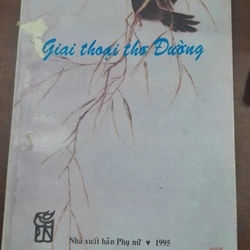 Giai thoại thơ Đường
Nhà xuất bản Phụ nữ ♥ 1995